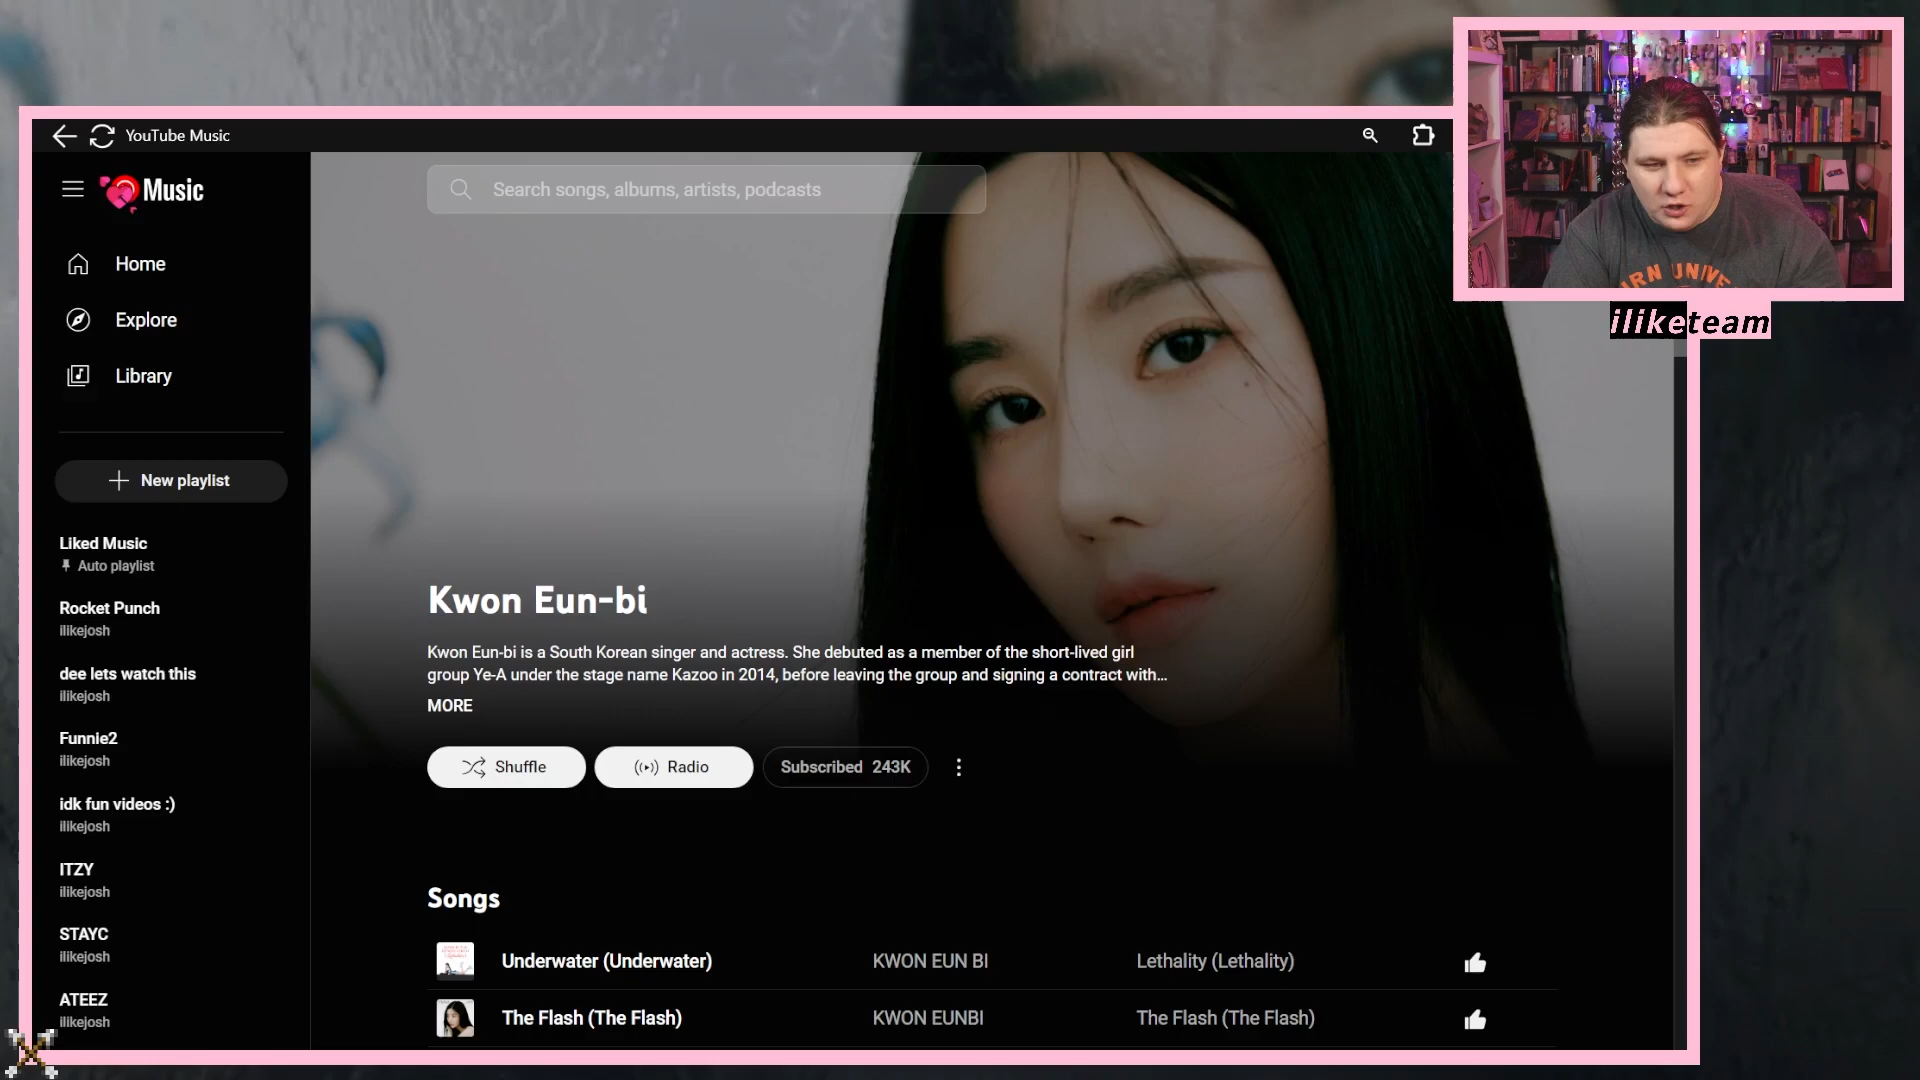 YouTube Music
Music
Search songs, albums, artists, podcasts
Home
Explore
Library
New playlist
Liked Music
Auto playlist
Rocket Punch
ilikejosh
dee lets watch this
ilikejosh
Funnie2
ilikejosh
idk fun videos :)
ilikejosh
ITZY
ilikejosh
STAYC
ilikejosh
ATEEZ
ilikejosh
Kwon Eun-bi
Kwon Eun-bi is a South Korean singer and actress. She debuted as a member of the short-lived girl
group Ye-A under the stage name Kazoo in 2014, before leaving the group and signing a contract with...
MORE
Shuffle
Radio
Subscribed 243K
Songs
Underwater (Underwater) KWON EUN BI Lethality (Lethality)
The Flash (The Flash) KWON EUNBI The Flash (The Flash)
iliketeam